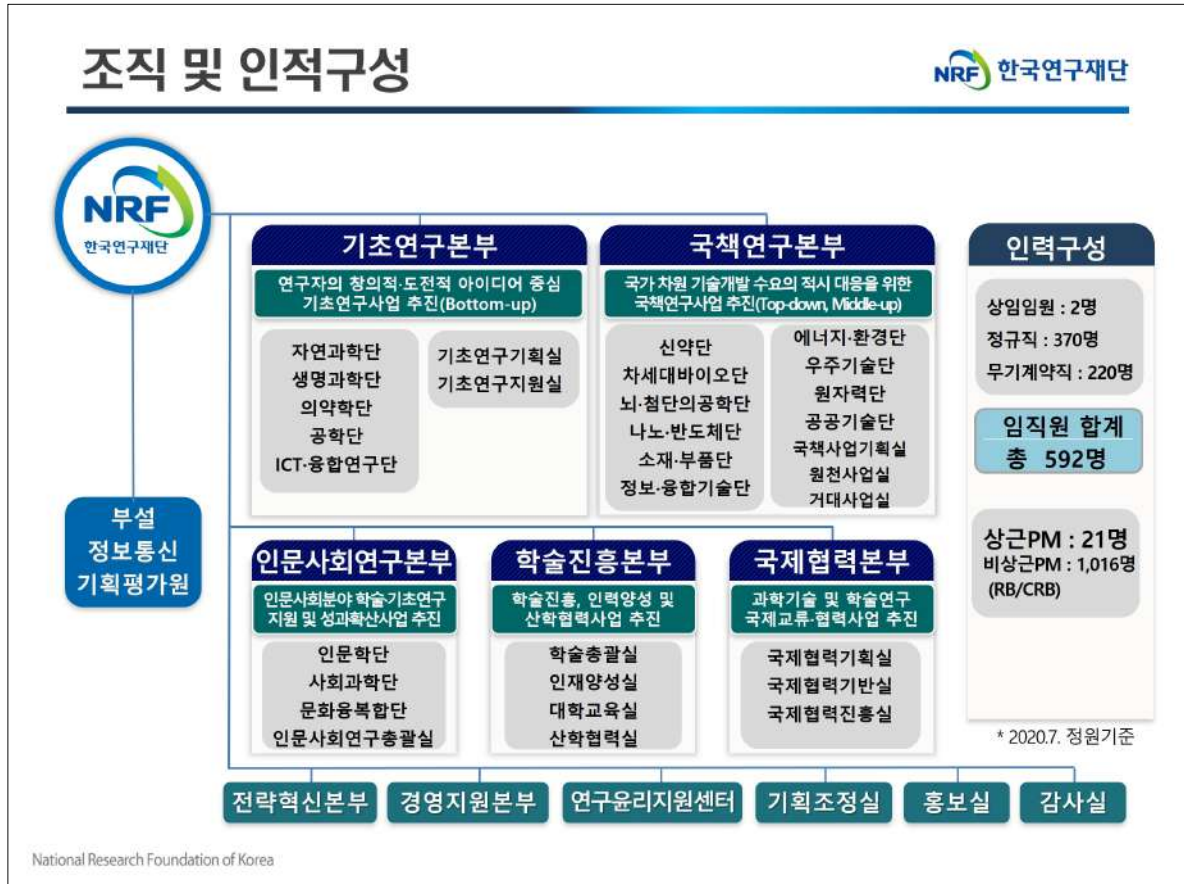 조직 및 인적구성
NRF 한국연구재단
NRF
한국연구재단
기초연구본부
연구자의 창의적·도전적 아이디어 중심
기초연구사업 추진(Bottom-up)
자연과학단
생명과학단
의약학단
공학단
ICT·융합연구단
기초연구기획실
기초연구지원실
국책연구본부
국가 차원 기술개발 수요의 적시 대응을 위한
국책연구사업 추진(Top-down, Middle-up)
신약단
차세대바이오단
뇌·첨단의공학단
나노·반도체단
소재·부품단
정보·융합기술단
에너지·환경단
우주기술단
원자력단
공공기술단
국책사업기획실
원천사업실
거대사업실
인력구성
상임임원 : 2명
정규직 : 370명
무기계약직 : 220명
임직원 합계
총 592명
상근PM : 21명
비상근PM : 1,016명
(RB/CRB)
* 2020.7. 정원기준
부설
정보통신
기획평가원
인문사회연구본부
인문사회분야 학술·기초연구
지원 및 성과확산사업 추진
인문학단
사회과학단
문화융복합단
인문사회연구총괄실
학술진흥본부
학술진흥, 인력양성 및
산학협력사업 추진
학술총괄실
인재양성실
대학교육실
산학협력실
국제협력본부
과학기술 및 학술연구
국제교류·협력사업 추진
국제협력기획실
국제협력기반실
국제협력진흥실
전략혁신본부
경영지원본부
연구윤리지원센터
기획조정실
홍보실
감사실
National Research Foundation of Korea